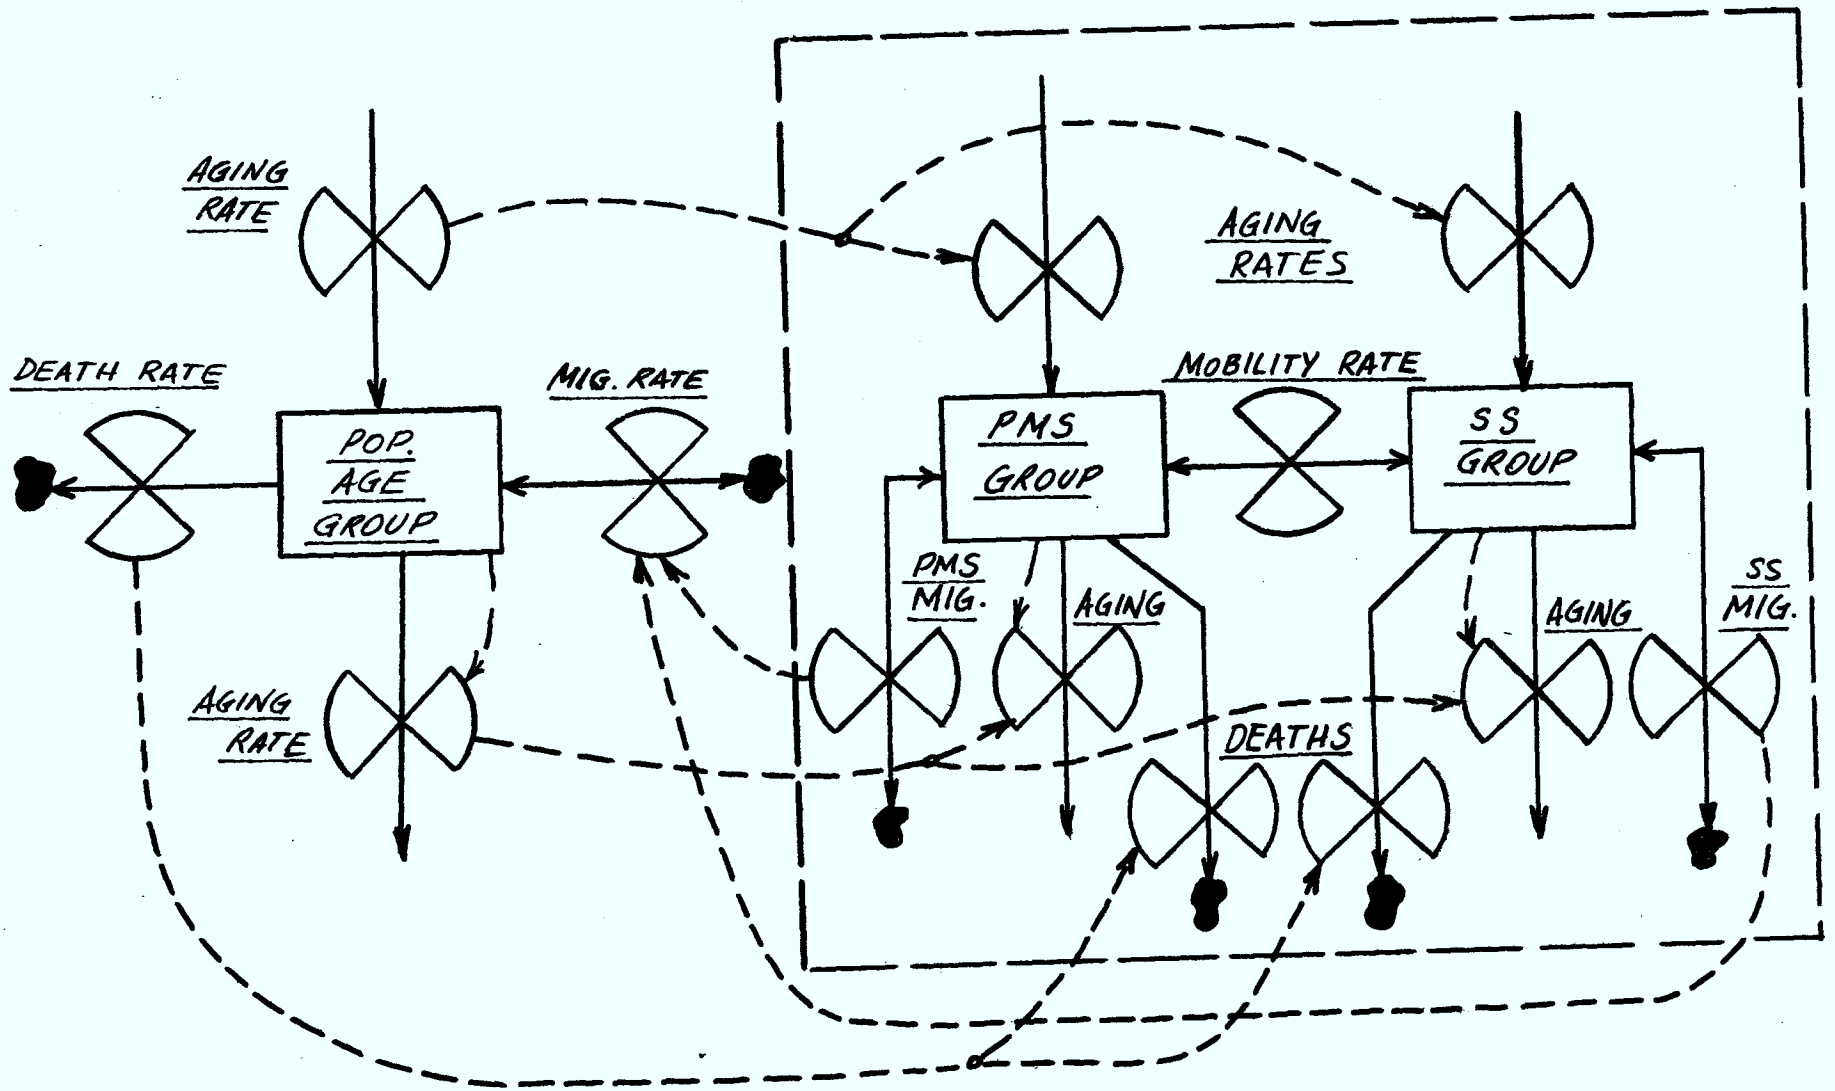 AGING
RATE
AGING
RATES
DEATH RATE
MIG. RATE
MOBILITY RATE
POP.
AGE
GROUP
PMS
GROUP
SS
GROUP
PMS
MIG.
AGING
AGING
SS
MIG.
AGING
RATE
DEATHS